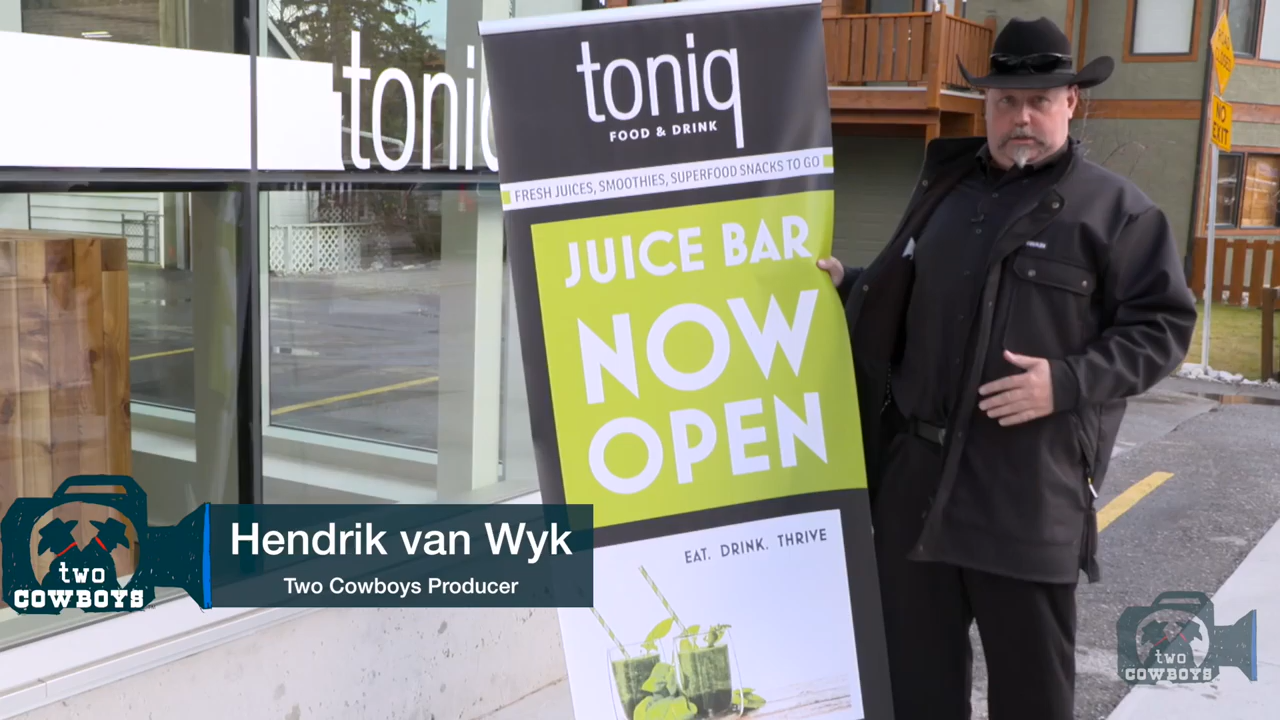 toniq
toniq
FOOD & DRINK
FRESH JUICES, SMOOTHIES, SUPERFOOD SNACKS TO GO
JUICE BAR
NOW
OPEN
EAT. DRINK. THRIVE
NO
EXIT
two
COWBOYS
Hendrik van Wyk
Two Cowboys Producer
two
COWBOYS